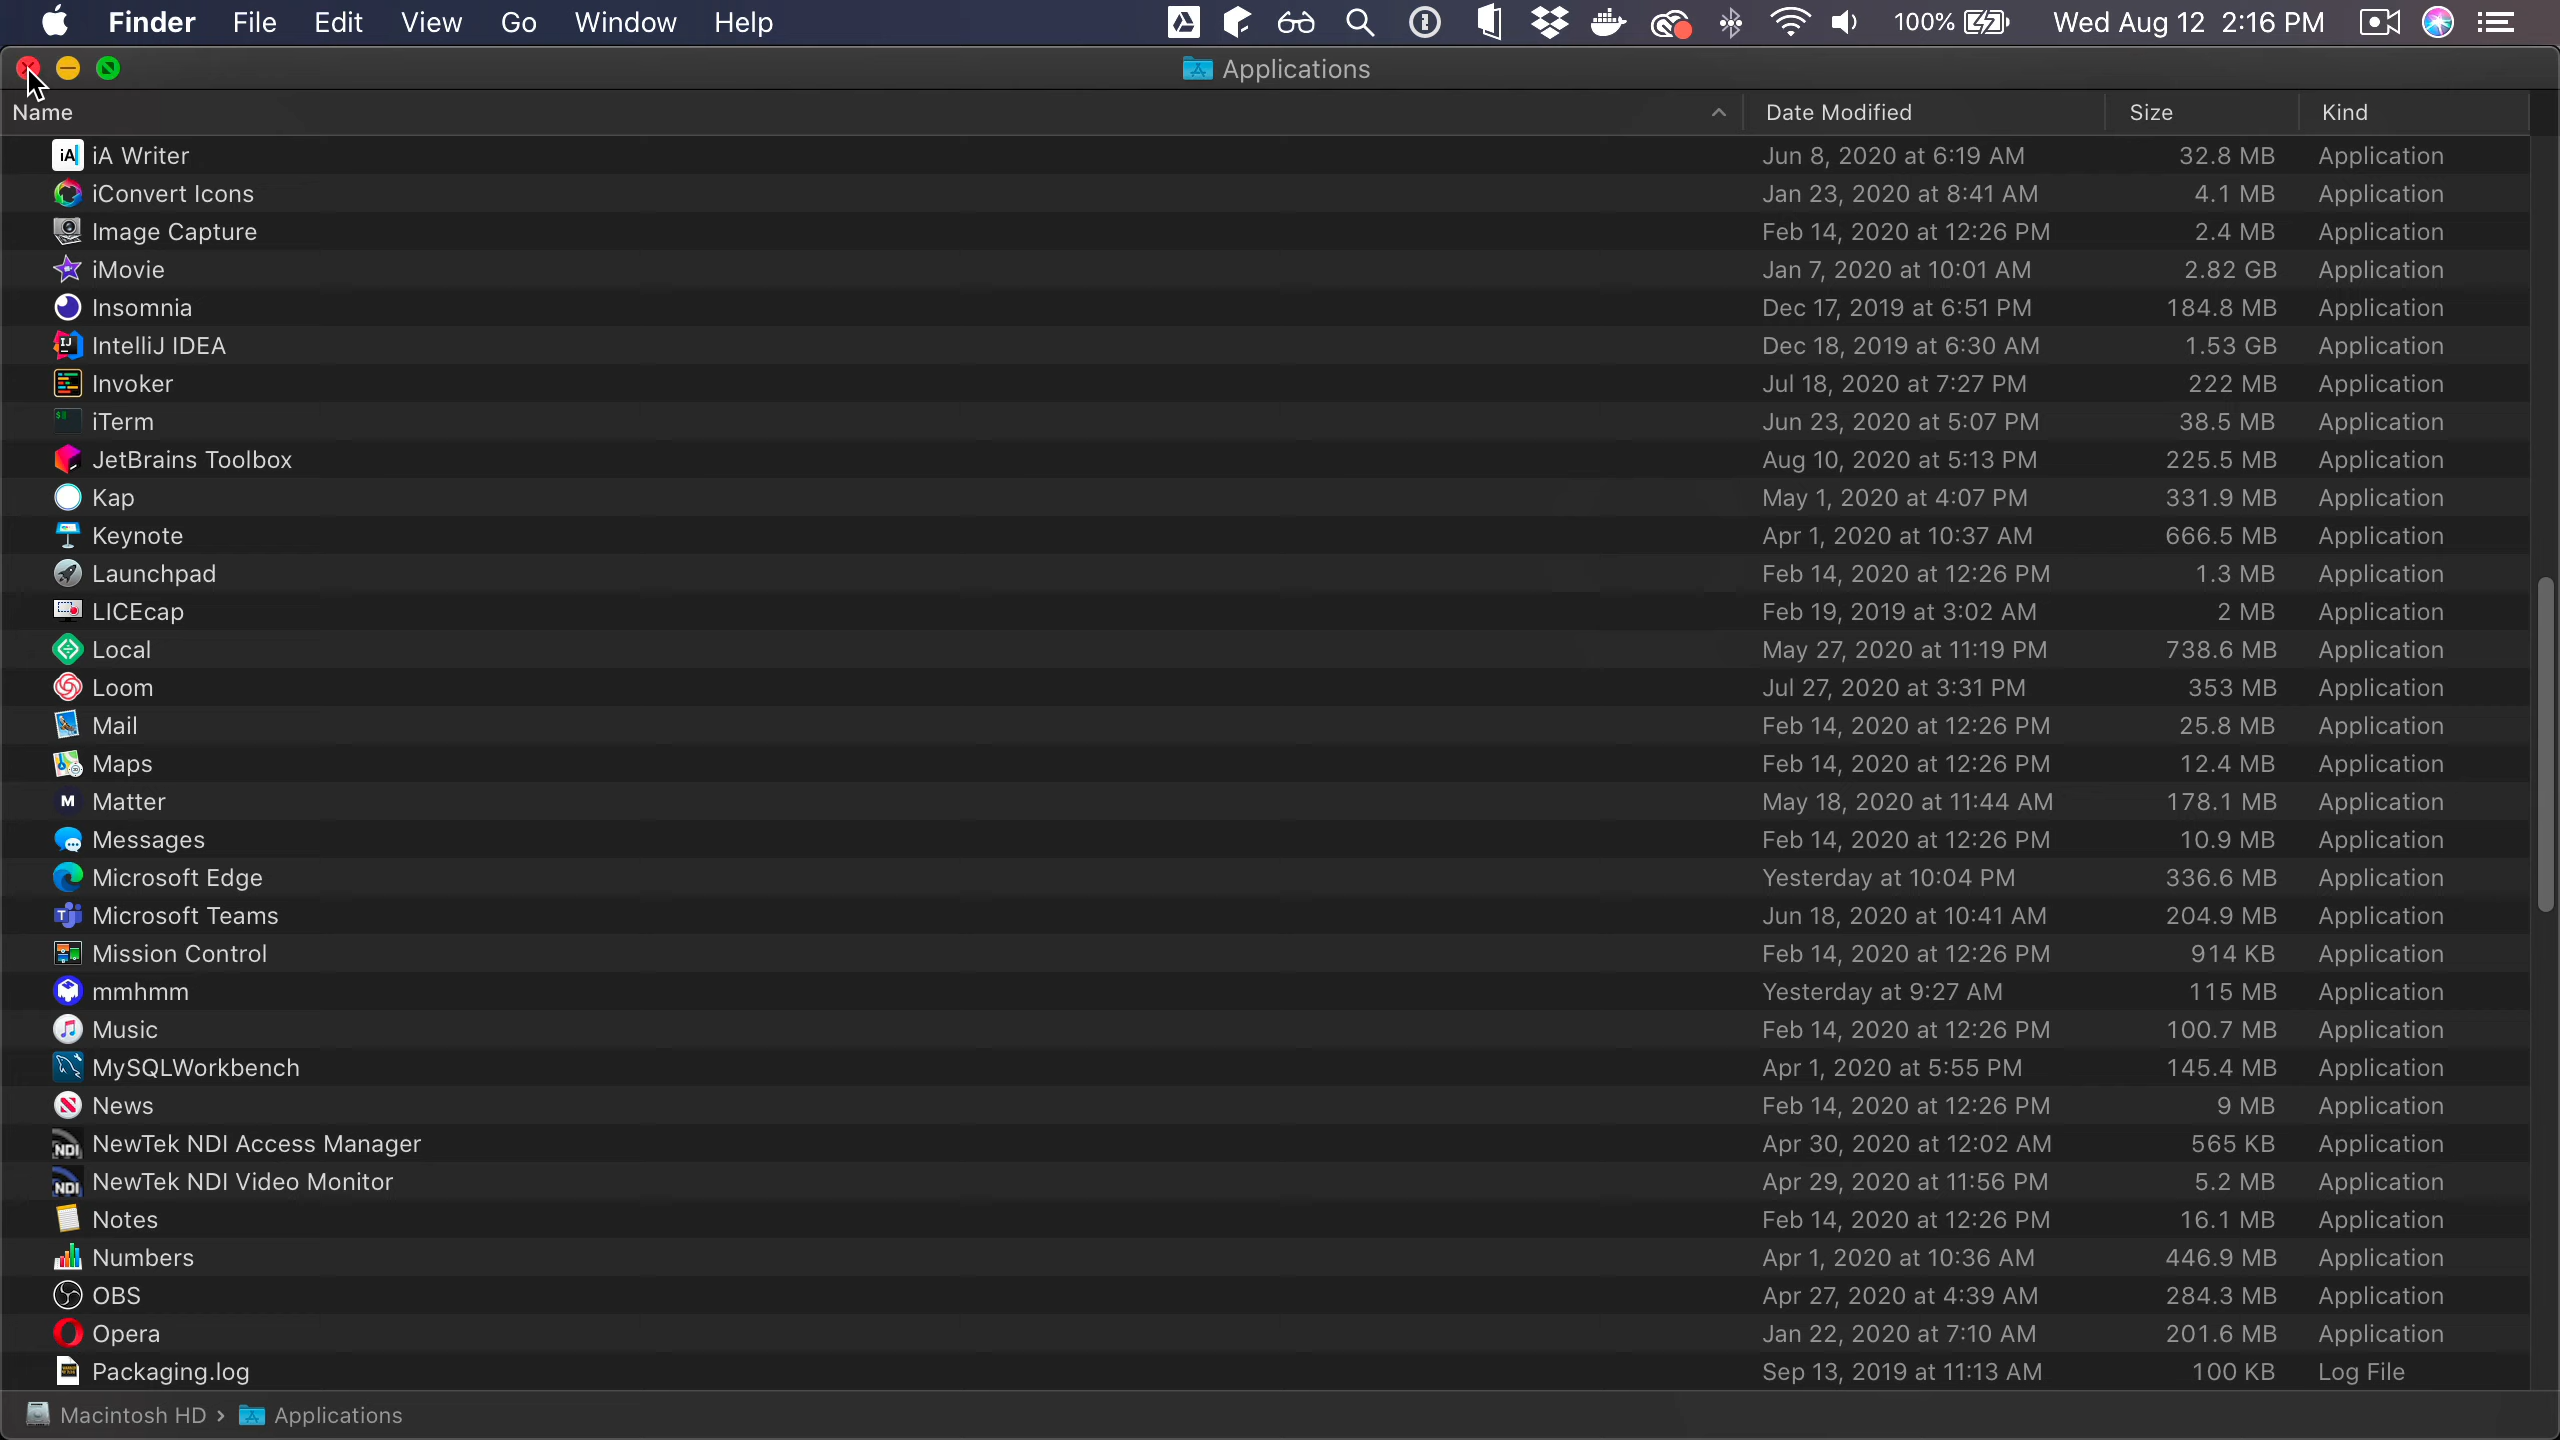 Finder File Edit View Go Window Help 100% Wed Aug 12 2:16 PM
Applications
Name Date Modified Size Kind
iA Writer Jun 8, 2020 at 6:19 AM 32.8 MB Application
iConvert Icons Jan 23, 2020 at 8:41 AM 4.1 MB Application
Image Capture Feb 14, 2020 at 12:26 PM 2.4 MB Application
iMovie Jan 7, 2020 at 10:01 AM 2.82 GB Application
Insomnia Dec 17, 2019 at 6:51 PM 184.8 MB Application
IntelliJ IDEA Dec 18, 2019 at 6:30 AM 1.53 GB Application
Invoker Jul 18, 2020 at 7:27 PM 222 MB Application
iTerm Jun 23, 2020 at 5:07 PM 38.5 MB Application
JetBrains Toolbox Aug 10, 2020 at 5:13 PM 225.5 MB Application
Kap May 1, 2020 at 4:07 PM 331.9 MB Application
Keynote Apr 1, 2020 at 10:37 AM 666.5 MB Application
Launchpad Feb 14, 2020 at 12:26 PM 1.3 MB Application
LICEcap Feb 19, 2019 at 3:02 AM 2 MB Application
Local May 27, 2020 at 11:19 PM 738.6 MB Application
Loom Jul 27, 2020 at 3:31 PM 353 MB Application
Mail Feb 14, 2020 at 12:26 PM 25.8 MB Application
Maps Feb 14, 2020 at 12:26 PM 12.4 MB Application
Matter May 18, 2020 at 11:44 AM 178.1 MB Application
Messages Feb 14, 2020 at 12:26 PM 10.9 MB Application
Microsoft Edge Yesterday at 10:04 PM 336.6 MB Application
Microsoft Teams Jun 18, 2020 at 10:41 AM 204.9 MB Application
Mission Control Feb 14, 2020 at 12:26 PM 914 KB Application
mmhmm Yesterday at 9:27 AM 115 MB Application
Music Feb 14, 2020 at 12:26 PM 100.7 MB Application
MySQLWorkbench Apr 1, 2020 at 5:55 PM 145.4 MB Application
News Feb 14, 2020 at 12:26 PM 9 MB Application
NewTek NDI Access Manager Apr 30, 2020 at 12:02 AM 565 KB Application
NewTek NDI Video Monitor Apr 29, 2020 at 11:56 PM 5.2 MB Application
Notes Feb 14, 2020 at 12:26 PM 16.1 MB Application
Numbers Apr 1, 2020 at 10:36 AM 446.9 MB Application
OBS Apr 27, 2020 at 4:39 AM 284.3 MB Application
Opera Jan 22, 2020 at 7:10 AM 201.6 MB Application
Packaging.log Sep 13, 2019 at 11:13 AM 100 KB Log File
Macintosh HD › Applications